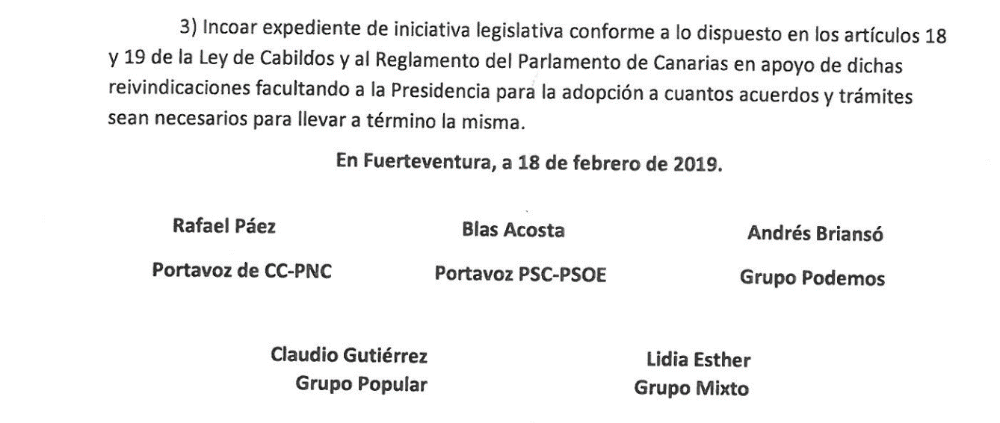 3) Incoar expediente de iniciativa legislativa conforme a lo dispuesto en los artículos 18
y 19 de la Ley de Cabildos y al Reglamento del Parlamento de Canarias en apoyo de dichas
reivindicaciones facultando a la Presidencia para la adopción a cuantos acuerdos y trámites
sean necesarios para llevar a término la misma.
En Fuerteventura, a 18 de febrero de 2019.
Rafael Páez Blas Acosta Andrés Briansó
Portavoz de CC-PNC Portavoz PSC-PSOE Grupo Podemos
Claudio Gutiérrez Lidia Esther
Grupo Popular Grupo Mixto